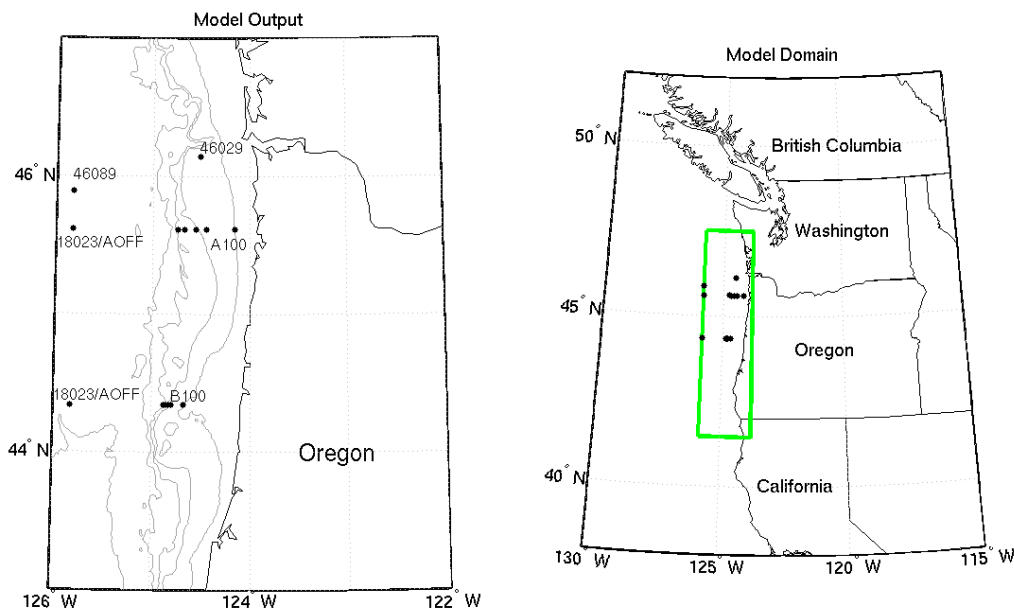 Model Output
46029
46° N
46089
18023/AOFF
A100
18023/AOFF
B100
44° N
Oregon
126° W
124° W
122° W
Model Domain
50° N
British Columbia
Washington
45° N
Oregon
40° N
California
130° W
125° W
120° W
115° W